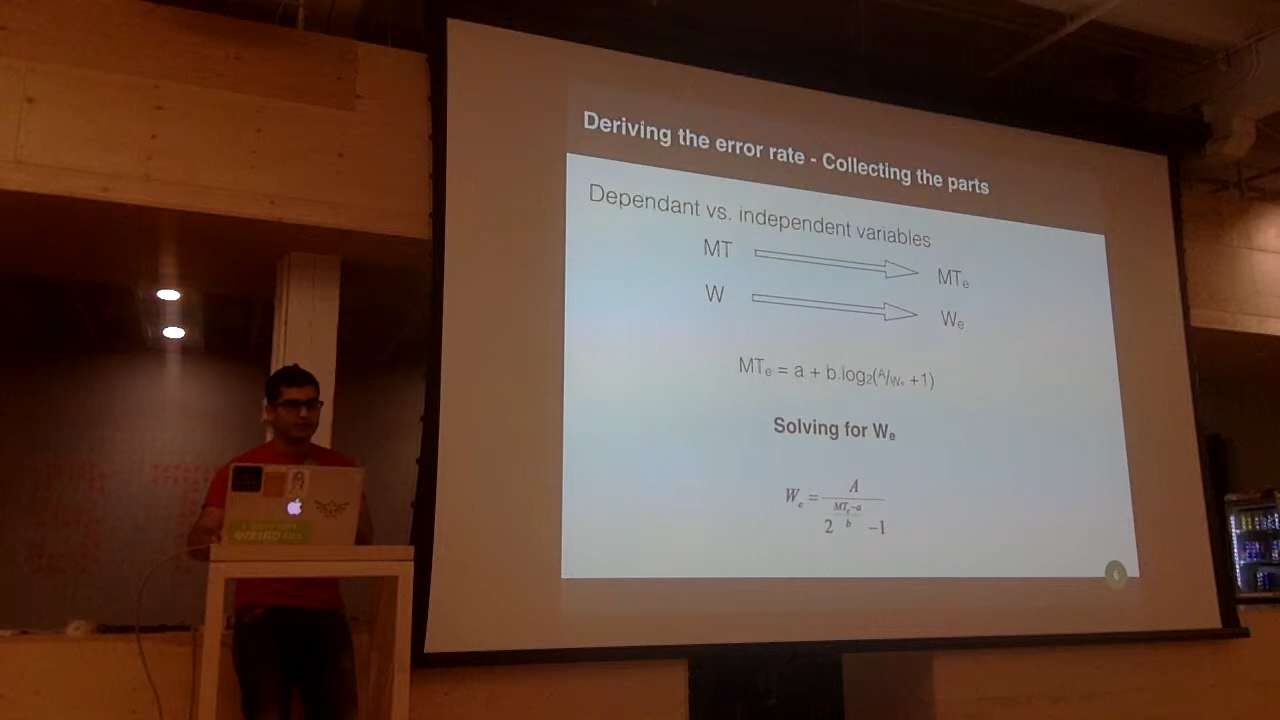 Deriving the error rate - Collecting the parts
Dependant vs. independent variables
MT MTₑ
W Wₑ
MTₑ = a + b.log₂(A/Wₑ +1)
Solving for Wₑ
Wₑ = A / (2^((MTₑ-a)/b) -1)
6